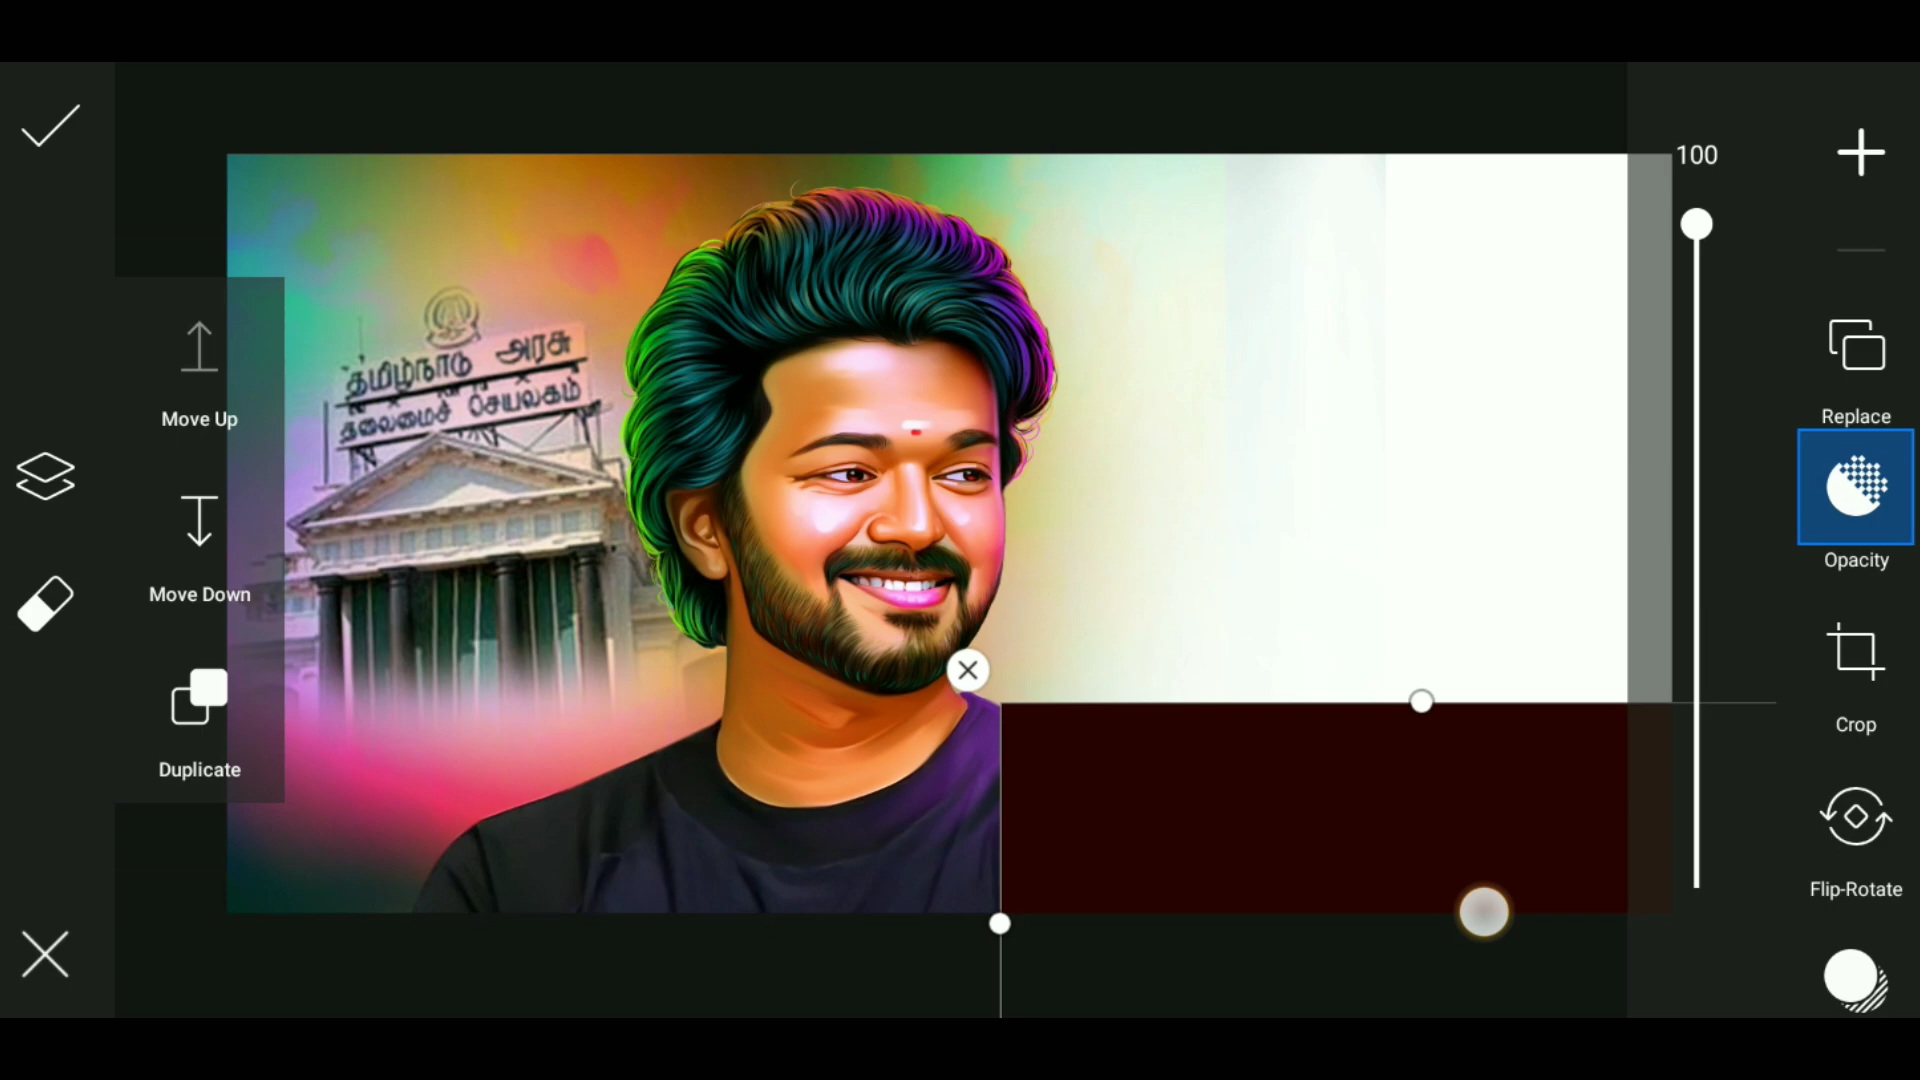 100
தமிழ்நாடு அரசு
தலைமைச் செயலகம்
Move Up
Move Down
Duplicate
Replace
Opacity
Crop
Flip-Rotate